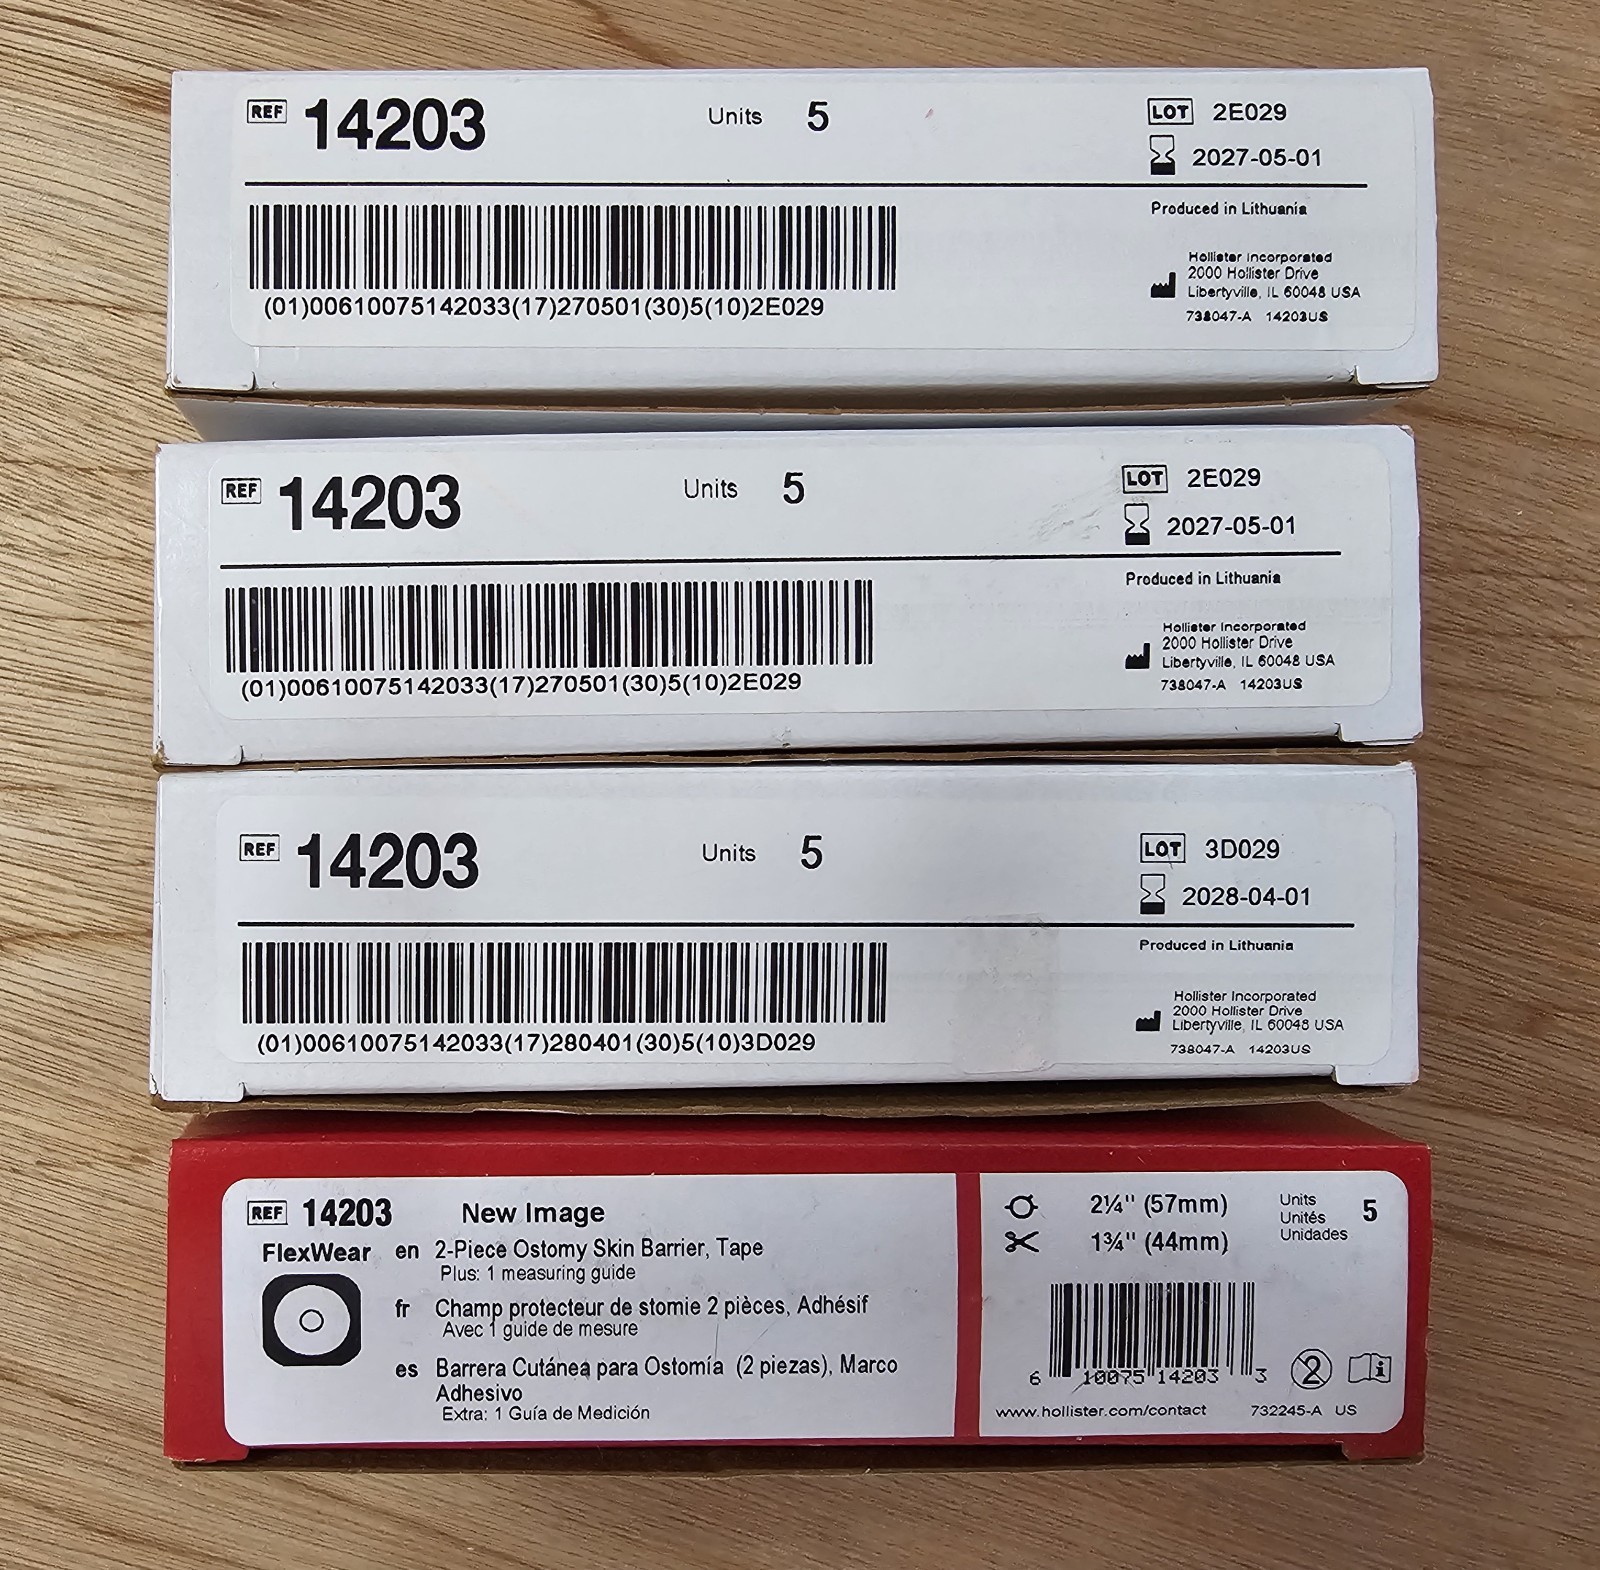 REF 14203 Units 5 LOT 2E029
2027-05-01
Produced in Lithuania
Hollister Incorporated
2000 Hollister Drive
Libertyville, IL 60048 USA
738047-A 14203US
(01)00610075142033(17)270501(30)5(10)2E029
REF 14203 Units 5 LOT 2E029
2027-05-01
Produced in Lithuania
Hollister Incorporated
2000 Hollister Drive
Libertyville, IL 60048 USA
738047-A 14203US
(01)00610075142033(17)270501(30)5(10)2E029
REF 14203 Units 5 LOT 3D029
2028-04-01
Produced in Lithuania
Hollister Incorporated
2000 Hollister Drive
Libertyville, IL 60048 USA
738047-A 14203US
(01)00610075142033(17)280401(30)5(10)3D029
REF 14203 New Image
FlexWear en 2-Piece Ostomy Skin Barrier, Tape
Plus: 1 measuring guide
fr Champ protecteur de stomie 2 pièces, Adhésif
Avec 1 guide de mesure
es Barrera Cutánea para Ostomía (2 piezas), Marco
Adhesivo
Extra: 1 Guía de Medición
2¼" (57mm)
1¾" (44mm)
Units
Unités
Unidades
5
6 10075 14203 3
2
i
www.hollister.com/contact 732245-A US